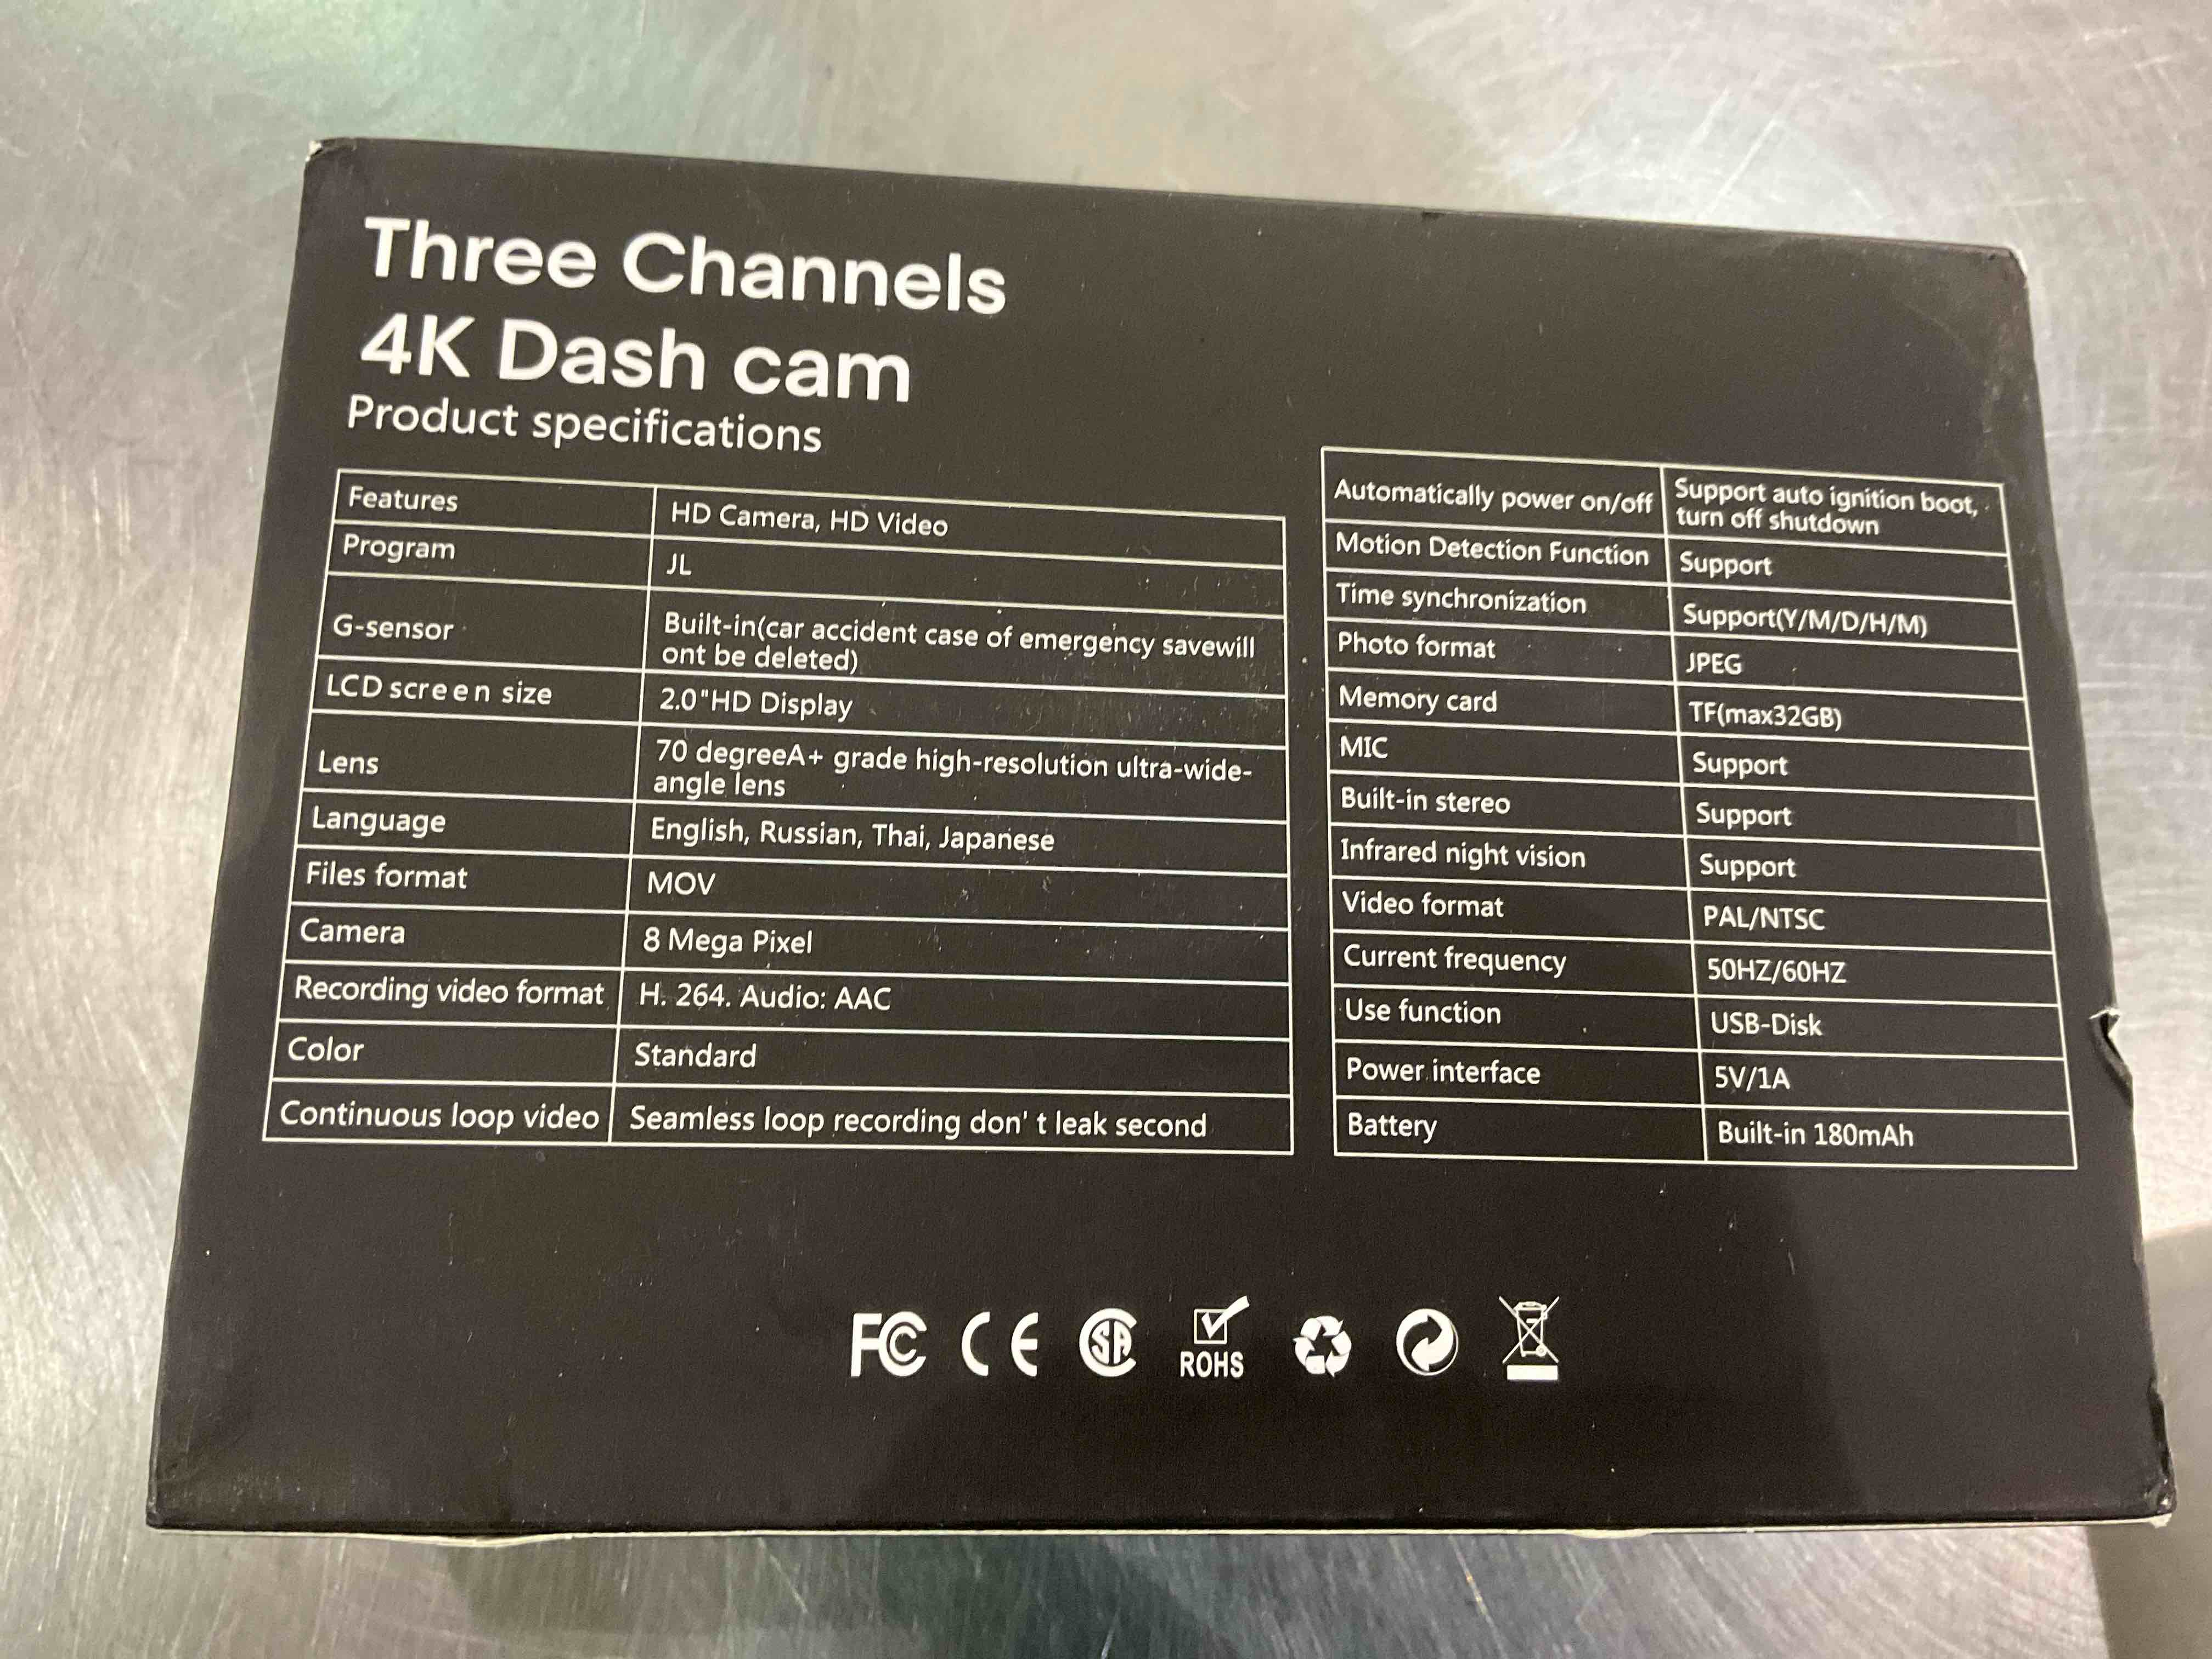 Three Channels
4K Dash cam
Product specifications
Features HD Camera, HD Video
Program JL
G-sensor Built-in(car accident case of emergency savewill
ont be deleted)
LCD screen size 2.0"HD Display
Lens 70 degreeA+ grade high-resolution ultra-wide-
angle lens
Language English, Russian, Thai, Japanese
Files format MOV
Camera 8 Mega Pixel
Recording video format H. 264. Audio: AAC
Color Standard
Continuous loop video Seamless loop recording don' t leak second
Automatically power on/off Support auto ignition boot,
turn off shutdown
Motion Detection Function Support
Time synchronization Support(Y/M/D/H/M)
Photo format JPEG
Memory card TF(max32GB)
MIC Support
Built-in stereo Support
Infrared night vision Support
Video format PAL/NTSC
Current frequency 50HZ/60HZ
Use function USB-Disk
Power interface 5V/1A
Battery Built-in 180mAh
FC CE SA ROHS